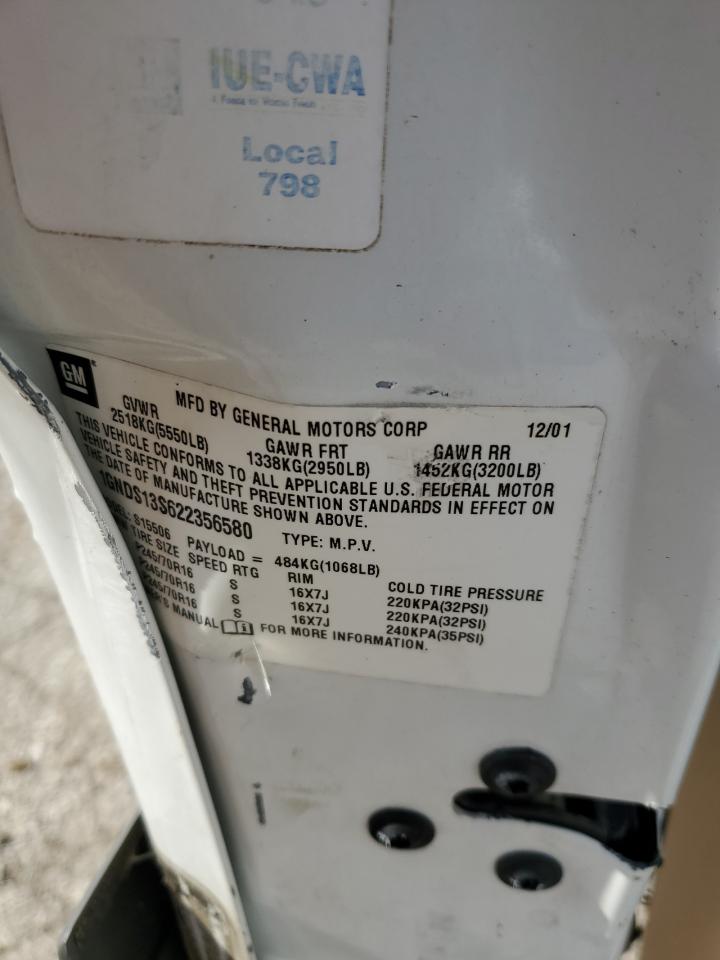 IUE-CWA
Local
798
GM
MFD BY GENERAL MOTORS CORP 12/01
GVWR GAWR FRT GAWR RR
2518KG(5550LB) 1338KG(2950LB) 1452KG(3200LB)
THIS VEHICLE CONFORMS TO ALL APPLICABLE U.S. FEDERAL MOTOR
VEHICLE SAFETY AND THEFT PREVENTION STANDARDS IN EFFECT ON
THE DATE OF MANUFACTURE SHOWN ABOVE.
1GNDS13S622356580 TYPE: M.P.V.
S15506 PAYLOAD = 484KG(1068LB)
TIRE SIZE SPEED RTG RIM COLD TIRE PRESSURE
P245/70R16 S 16X7J 220KPA(32PSI)
P245/70R16 S 16X7J 220KPA(32PSI)
P245/70R16 S 16X7J 240KPA(35PSI)
MANUAL FOR MORE INFORMATION.